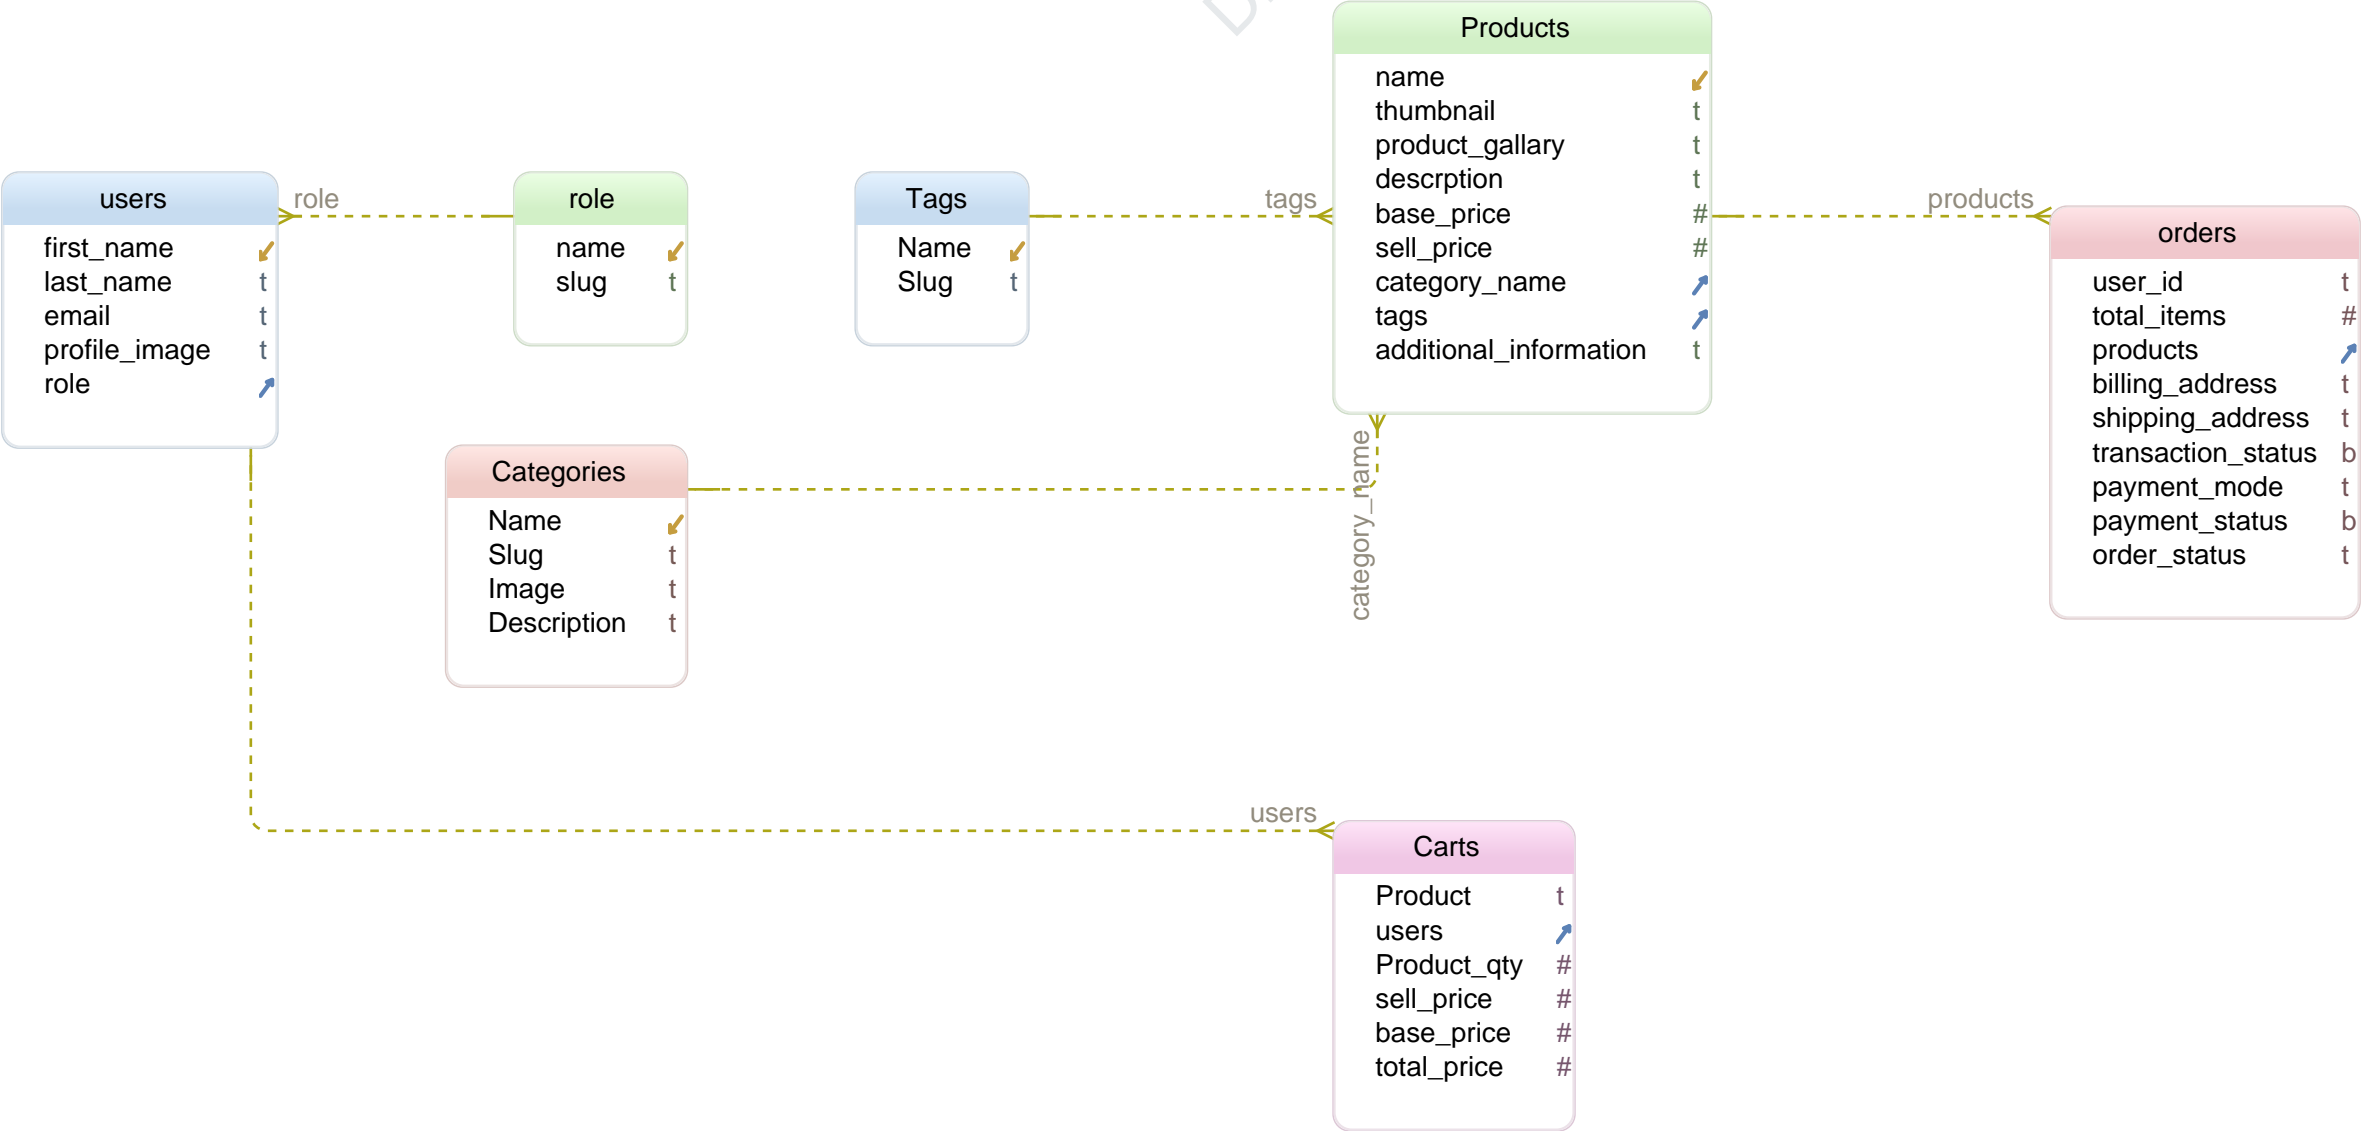 Products
name
thumbnail t
product_gallary t
descrption t
base_price #
sell_price #
category_name
tags
additional_information t
users
first_name
last_name t
email t
profile_image t
role
role
role
name
slug t
Tags
Name
Slug t
tags
products
orders
user_id t
total_items #
products
billing_address t
shipping_address t
transaction_status b
payment_mode t
payment_status b
order_status t
Categories
Name
Slug t
Image t
Description t
category_name
users
Carts
Product t
users
Product_qty #
sell_price #
base_price #
total_price #